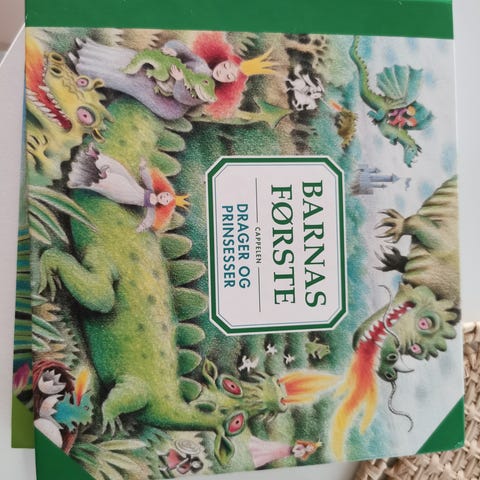 BARNAS
FØRSTE
CAPPELEN
DRAGER OG
PRINSESSER